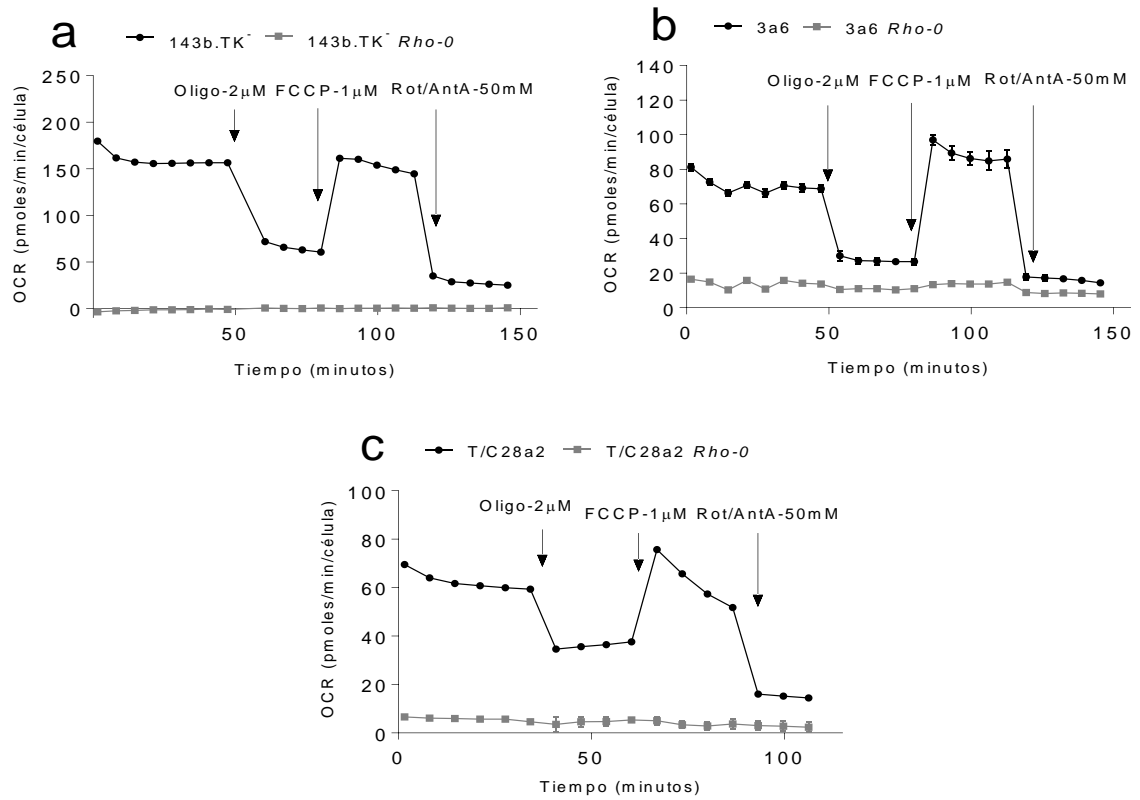 a
143b.TK- 143b.TK- Rho-0
250
200
150
100
50
0
OCR (pmoles/min/célula)
Oligo-2μM FCCP-1μM Rot/AntA-50mM
50 100 150
Tiempo (minutos)
b
3a6 3a6 Rho-0
140
120
100
80
60
40
20
0
OCR (pmoles/min/célula)
Oligo-2μM FCCP-1μM Rot/AntA-50mM
0 50 100 150
Tiempo (minutos)
c
T/C28a2 T/C28a2 Rho-0
100
80
60
40
20
0
OCR (pmoles/min/célula)
Oligo-2μM FCCP-1μM Rot/AntA-50mM
0 50 100
Tiempo (minutos)